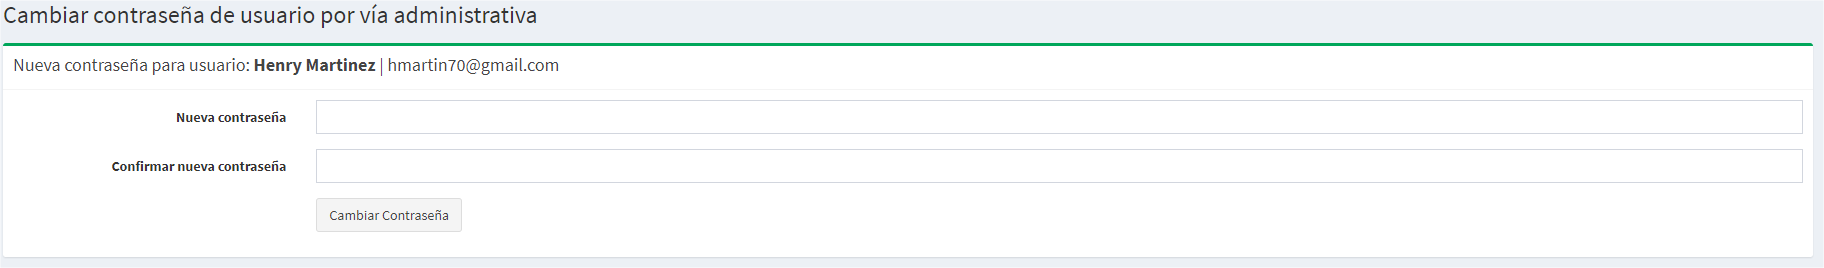 Cambiar contraseña de usuario por vía administrativa
Nueva contraseña para usuario: Henry Martinez | hmartin70@gmail.com
Nueva contraseña
Confirmar nueva contraseña
Cambiar Contraseña